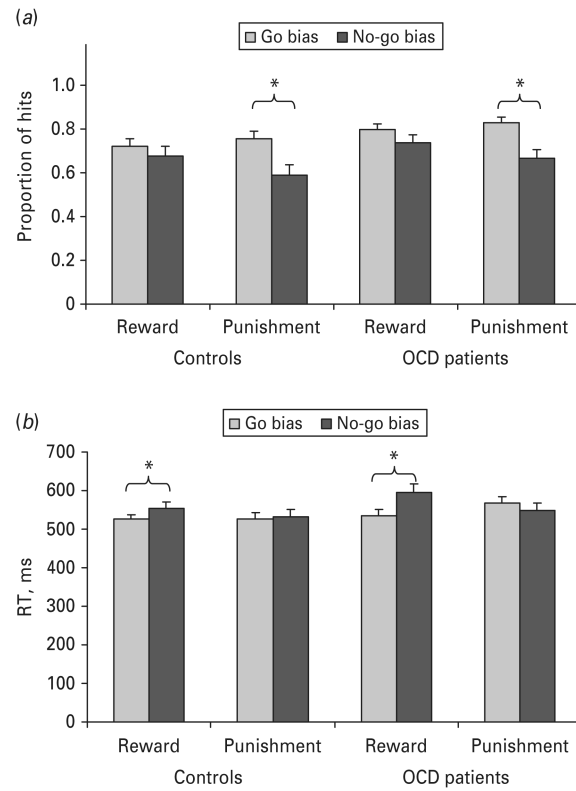 (a)
Go bias No-go bias
*
*
1.0
0.8
0.6
0.4
0.2
0
Proportion of hits
Reward Punishment Reward Punishment
Controls OCD patients
(b)
Go bias No-go bias
700
600
500
400
300
200
100
0
*
*
RT, ms
Reward Punishment Reward Punishment
Controls OCD patients